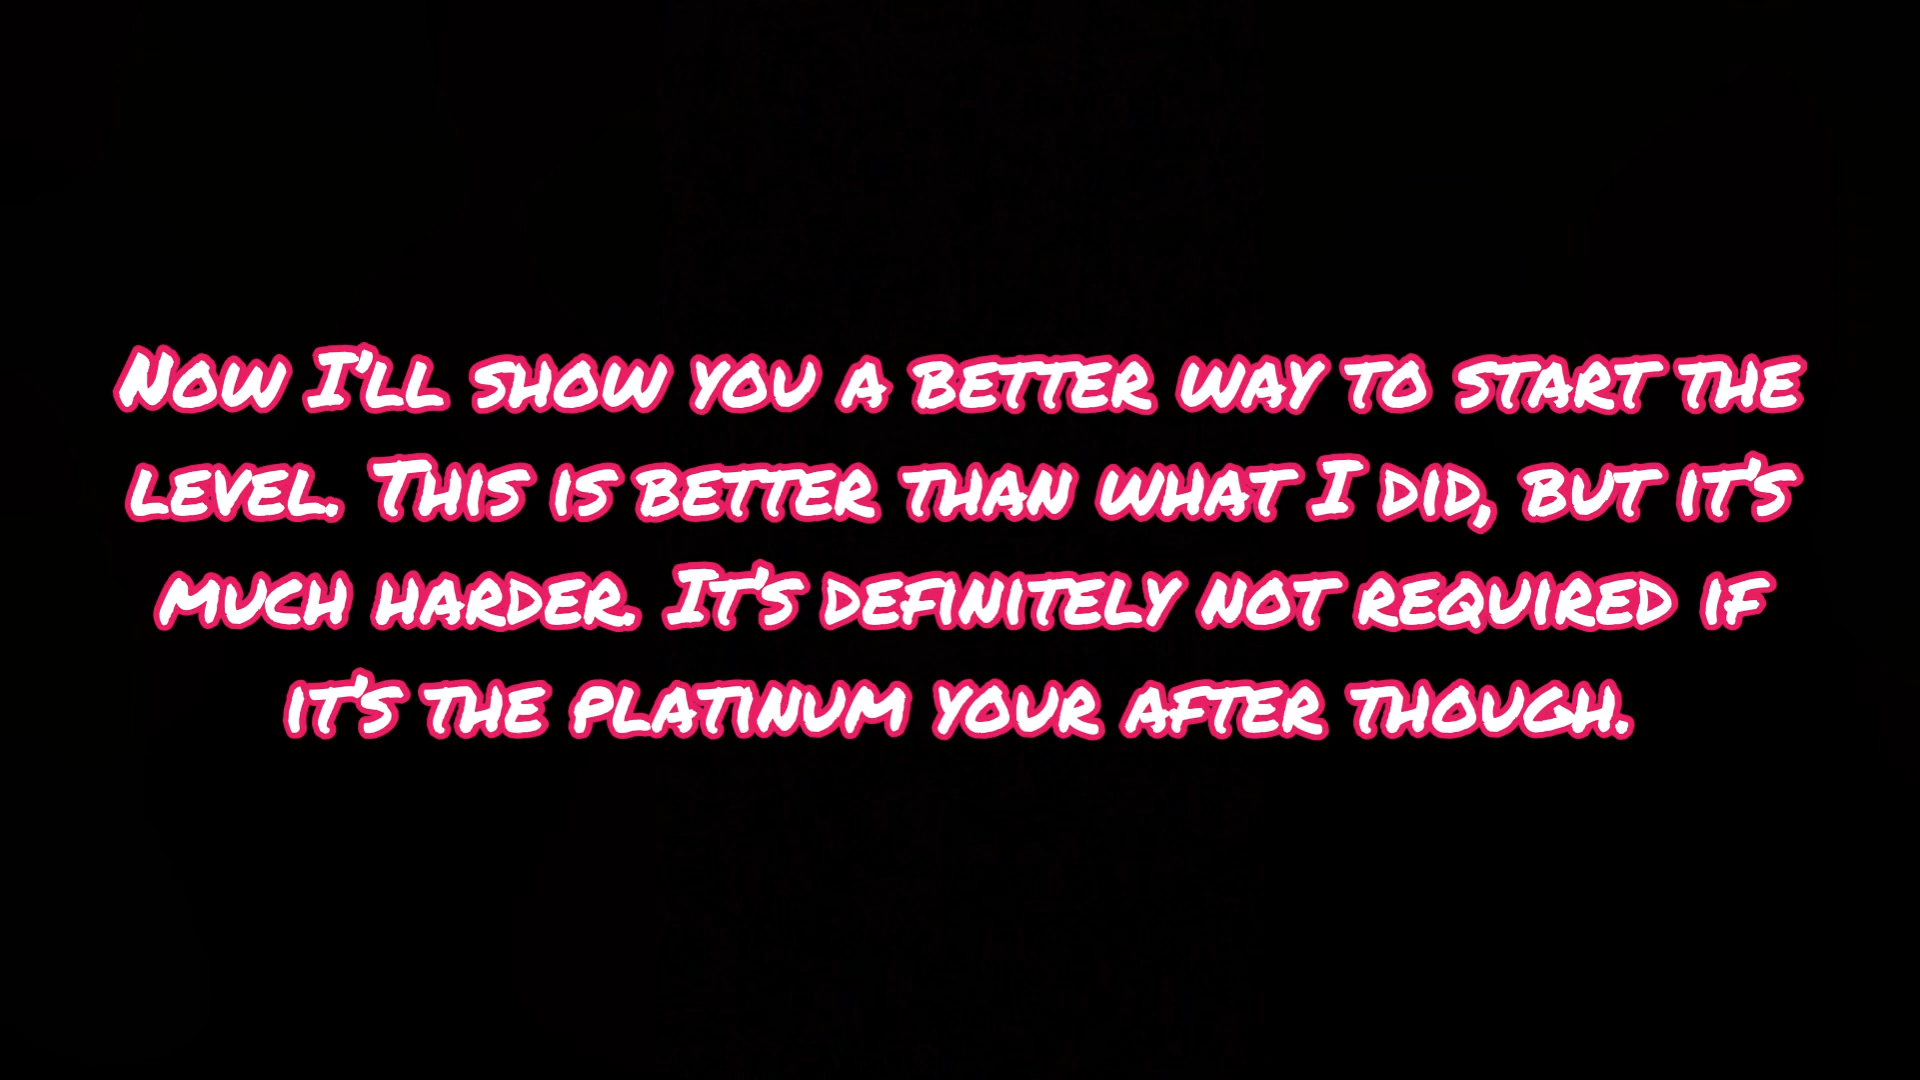 Now I'll show you a better way to start the
level. This is better than what I did, but it's
much harder. It's definitely not required if
it's the platinum your after though.